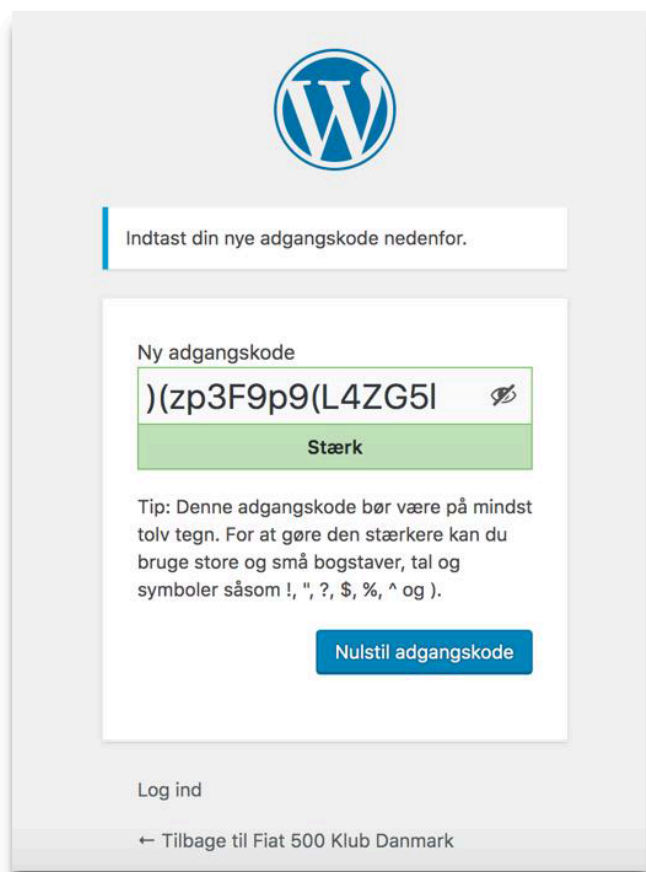 Indtast din nye adgangskode nedenfor.
Ny adgangskode
)(zp3F9p9(L4ZG5l
Stærk
Tip: Denne adgangskode bør være på mindst
tolv tegn. For at gøre den stærkere kan du
bruge store og små bogstaver, tal og
symboler såsom !, ", ?, $, %, ^ og ).
Nulstil adgangskode
Log ind
← Tilbage til Fiat 500 Klub Danmark